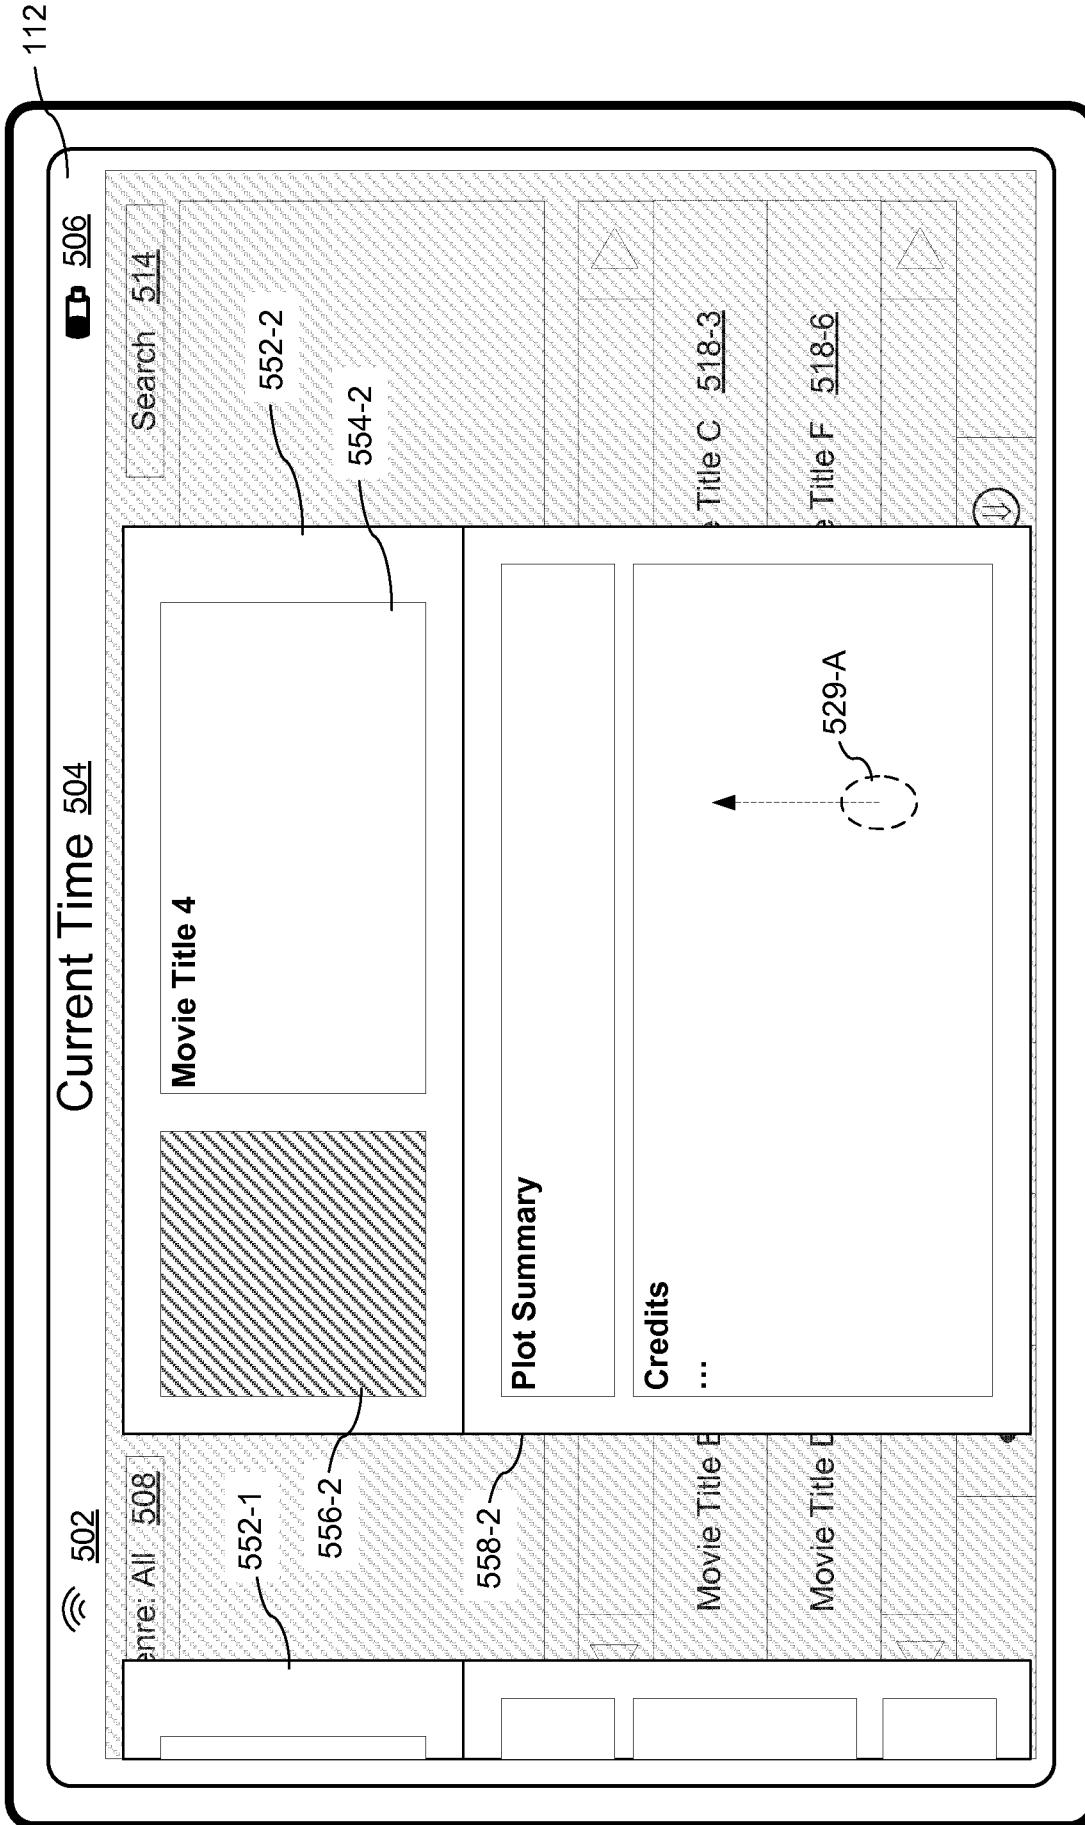 112
502
Current Time 504
506
enre: All 508
Search 514
552-1
556-2
558-2
Movie Title 4
552-2
554-2
Plot Summary
Credits
...
529-A
Movie Title
Title C 518-3
Movie Title
Title F 518-6